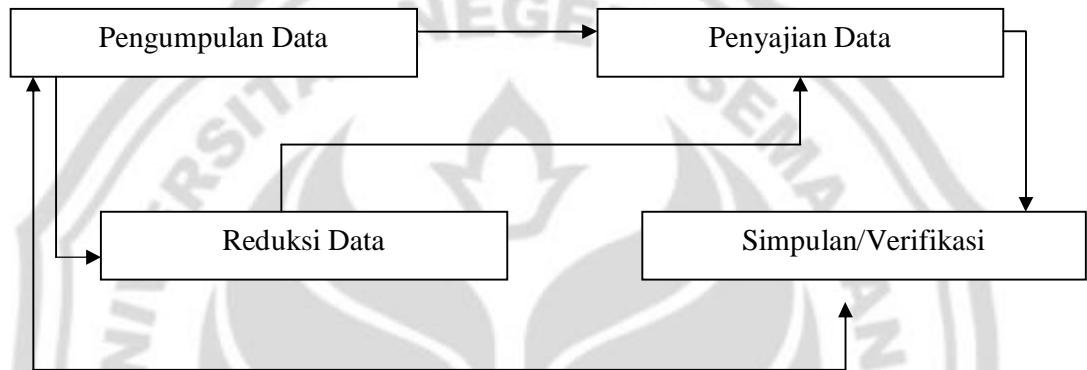 Pengumpulan Data
Penyajian Data
Reduksi Data
Simpulan/Verifikasi